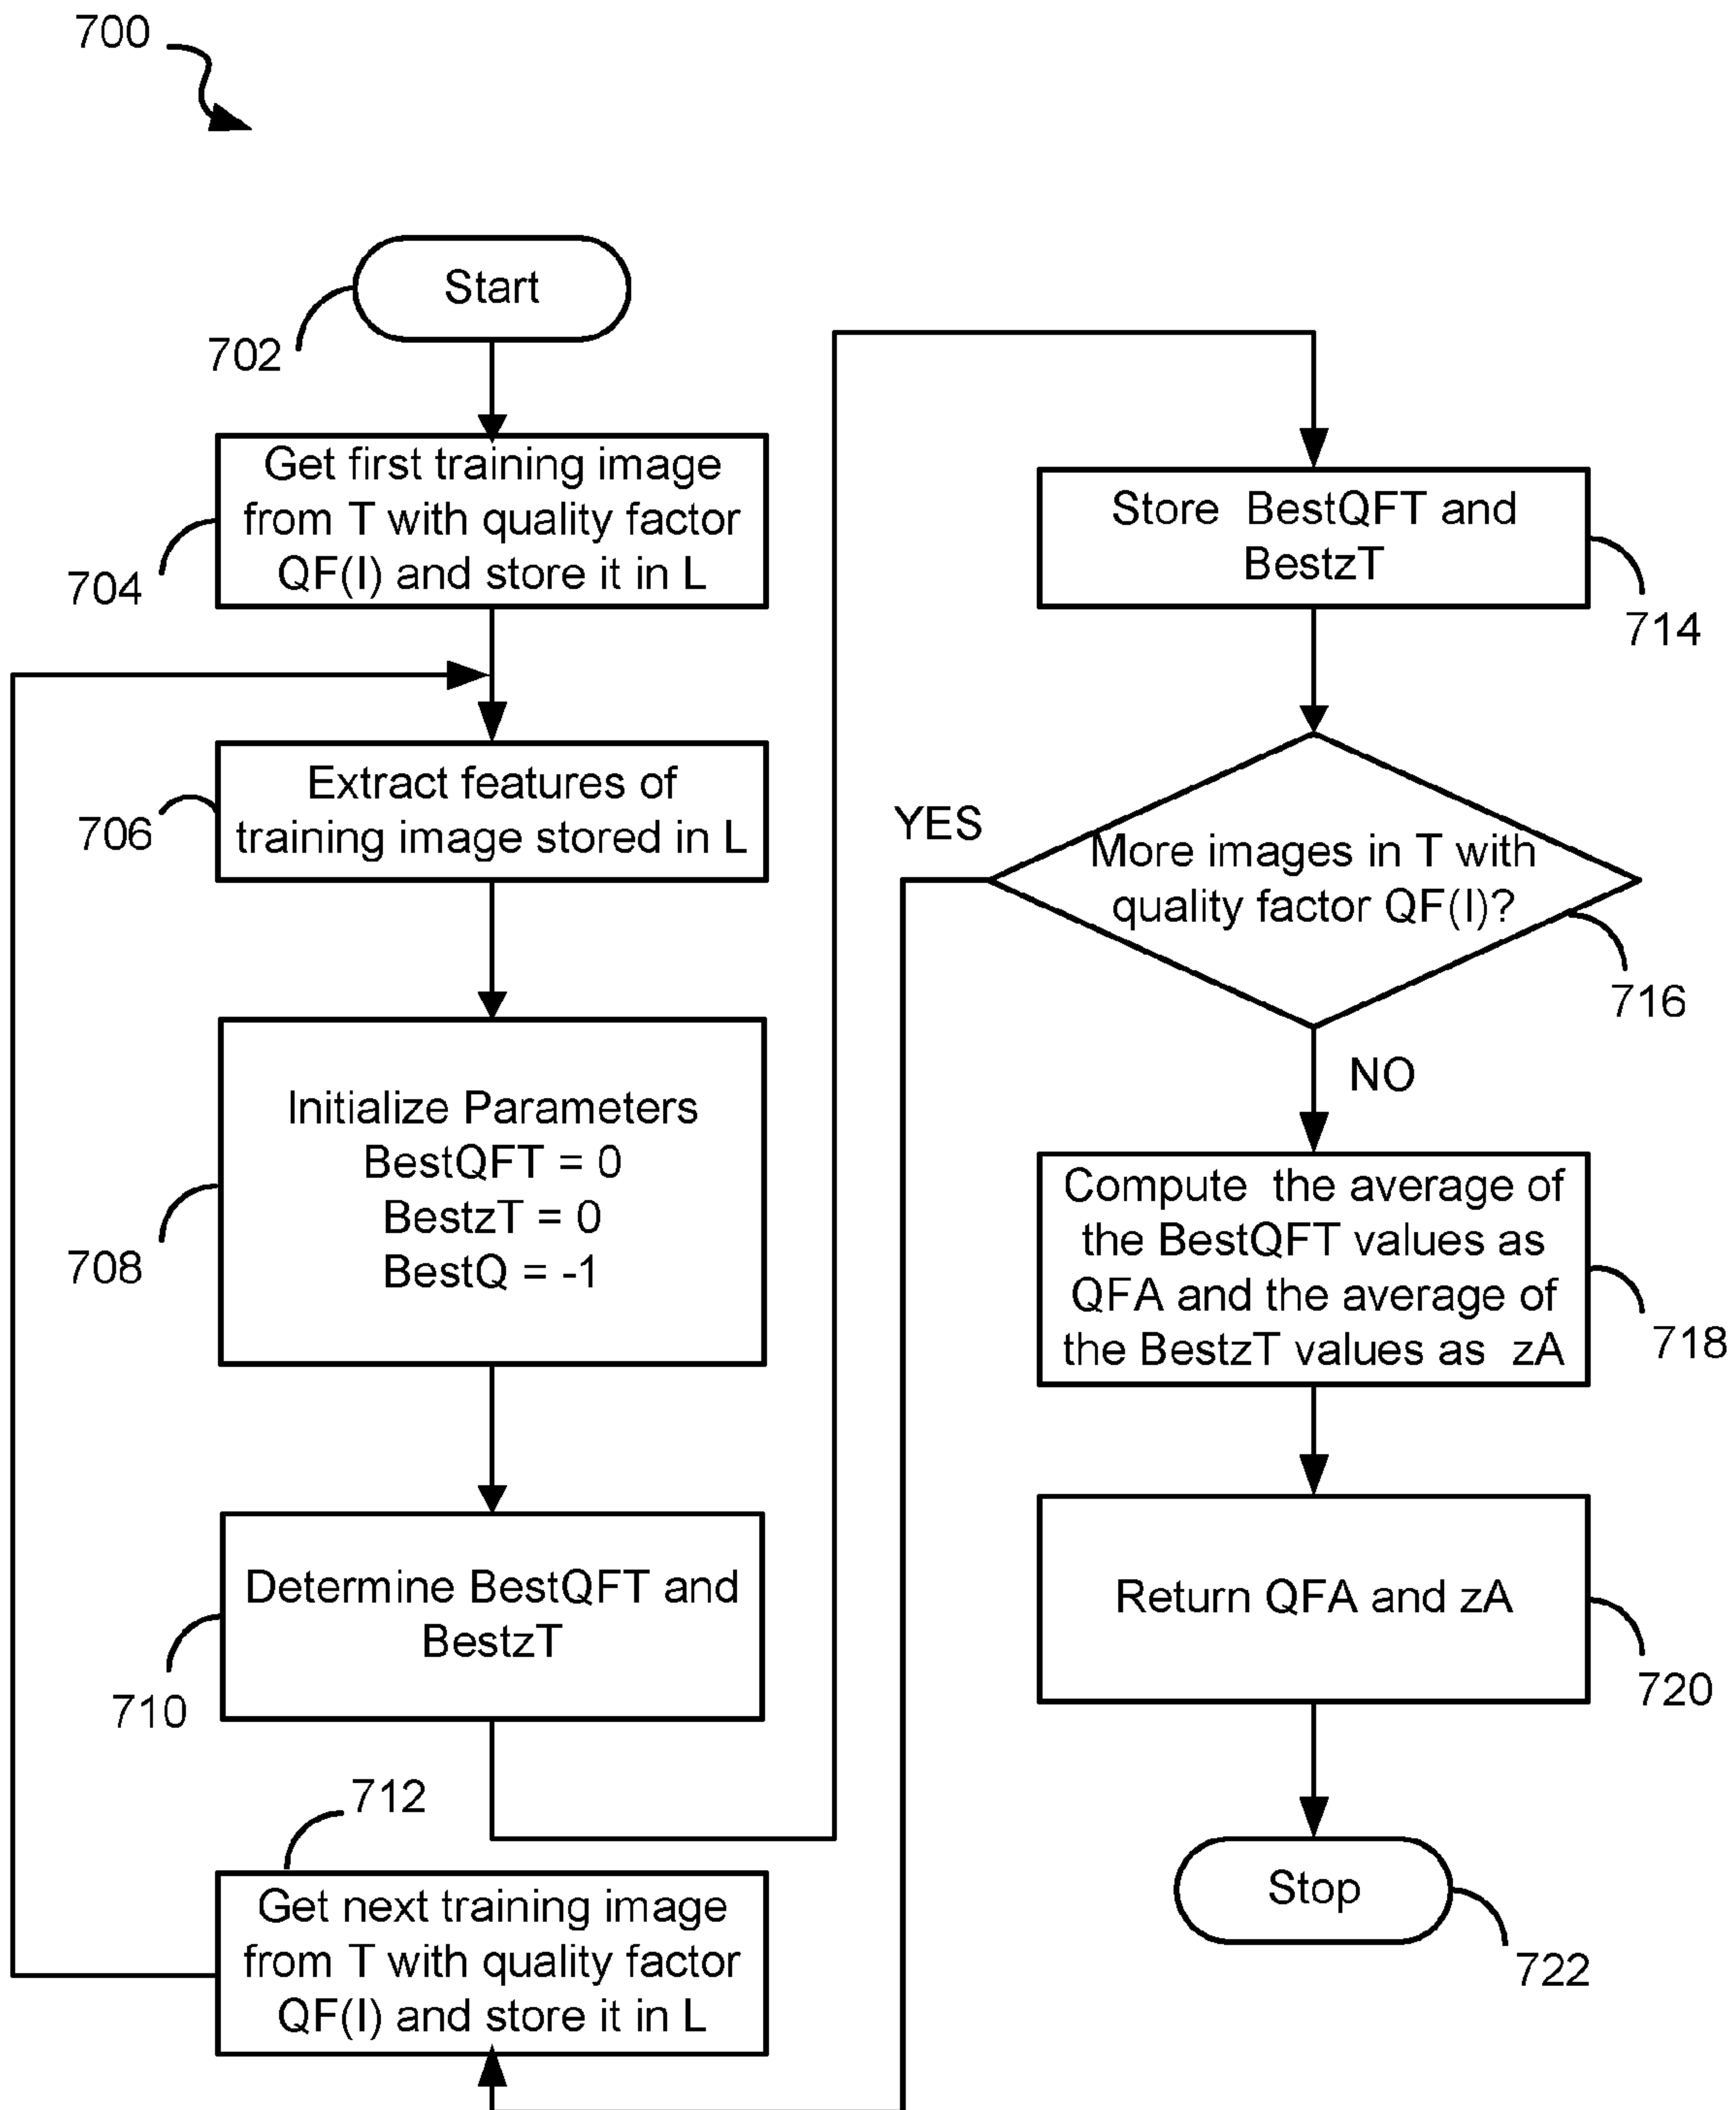 700
Start
702
Get first training image
from T with quality factor
QF(I) and store it in L
704
Extract features of
training image stored in L
706
Initialize Parameters
BestQFT = 0
BestzT = 0
BestQ = -1
708
Determine BestQFT and
BestzT
710
712
Get next training image
from T with quality factor
QF(I) and store it in L
Store BestQFT and
BestzT
714
YES
More images in T with
quality factor QF(I)?
716
NO
Compute the average of
the BestQFT values as
QFA and the average of
the BestzT values as zA
718
Return QFA and zA
720
Stop
722